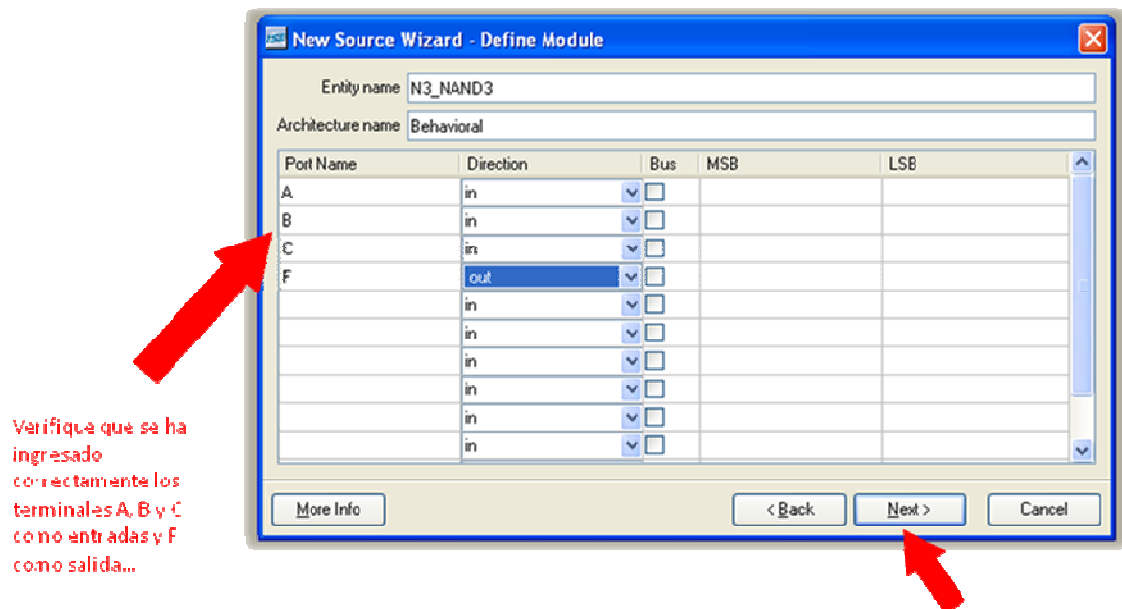 New Source Wizard - Define Module
Entity name N3_NAND3
Architecture name Behavioral
Port Name Direction Bus MSB LSB
A in
B in
C in
F out
in
in
in
in
in
in
More Info < Back Next > Cancel
Verifique que se ha
ingresado
correctamente los
terminales A, B y C
como entradas y F
como salida...